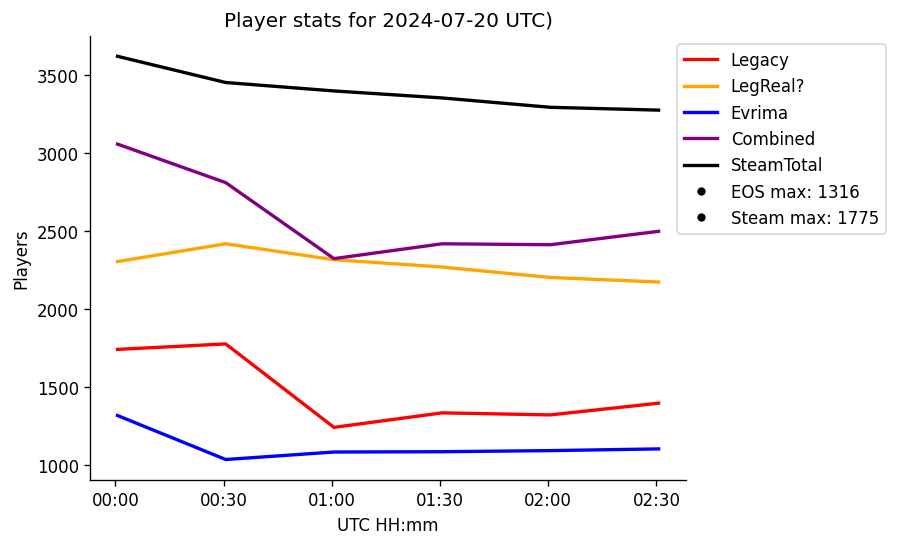 Player stats for 2024-07-20 UTC)
Legacy
LegReal?
Evrima
Combined
SteamTotal
EOS max: 1316
Steam max: 1775
Players
3500
3000
2500
2000
1500
1000
00:00 00:30 01:00 01:30 02:00 02:30
UTC HH:mm